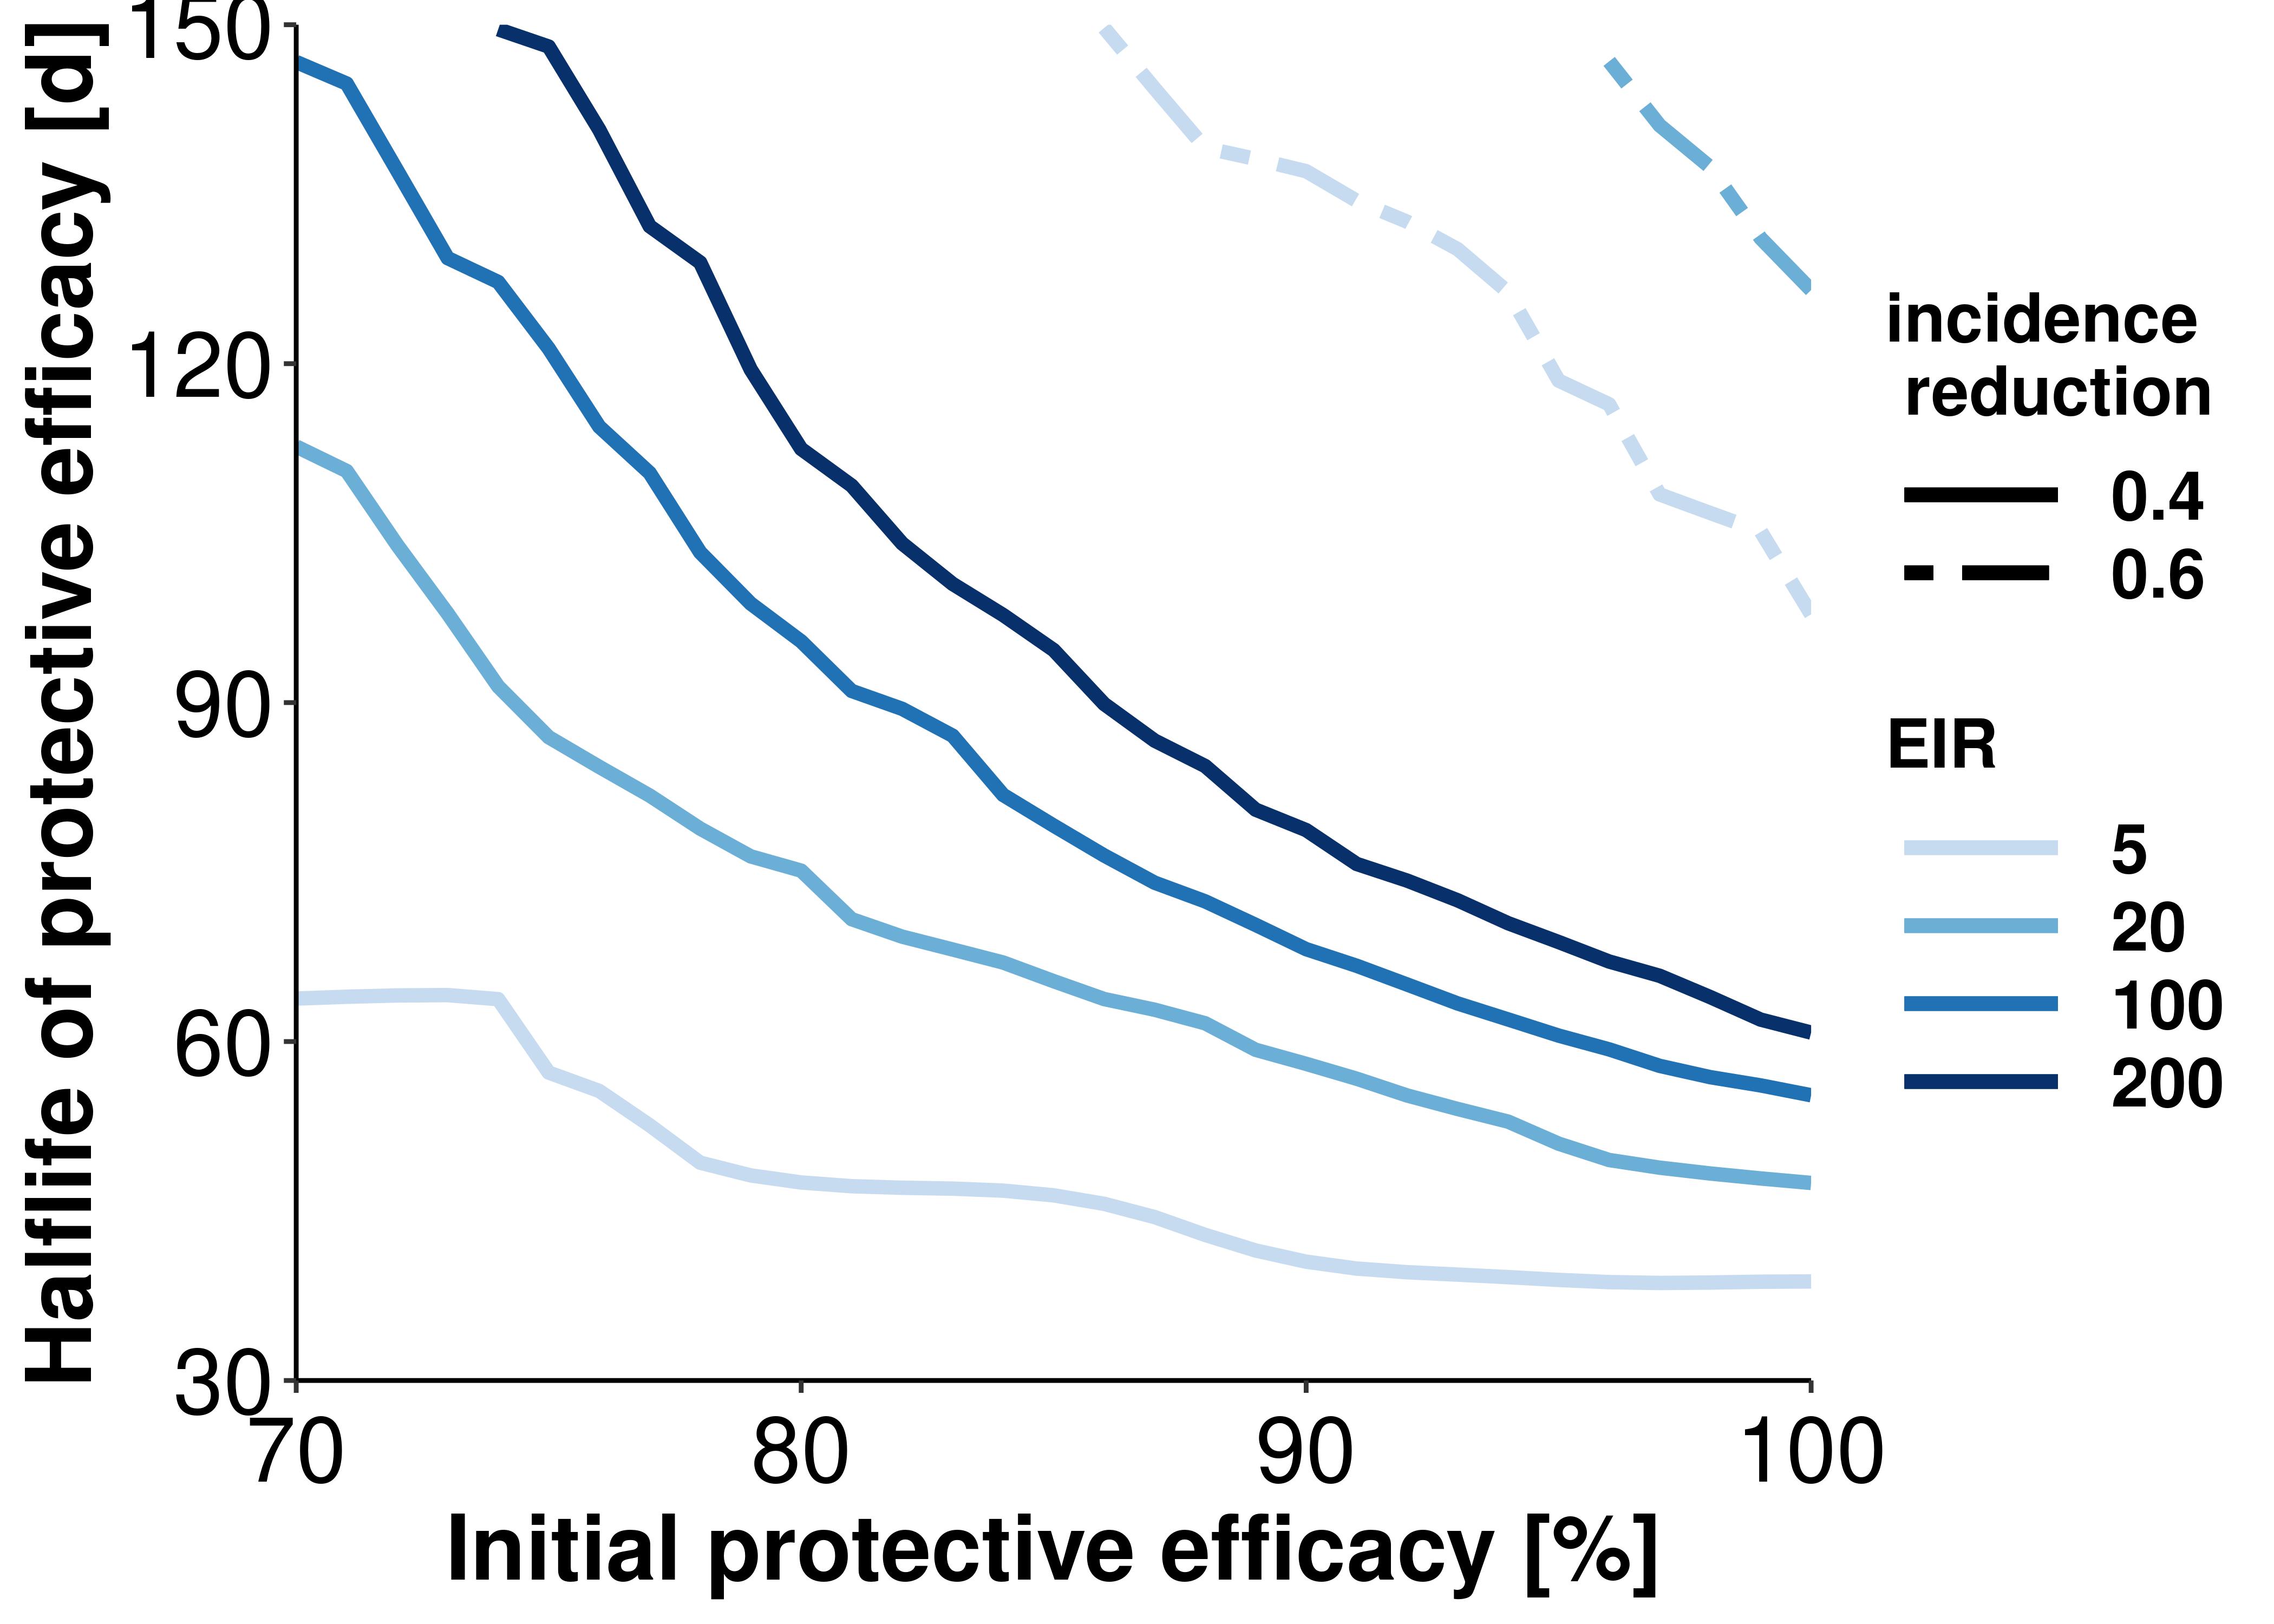 Halflife of protective efficacy [d]
150
120
90
60
30
70 80 90 100
Initial protective efficacy [%]
incidence
reduction
0.4
0.6
EIR
5
20
100
200